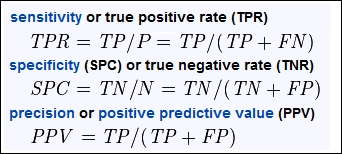 sensitivity or true positive rate (TPR)
TPR = TP/P = TP/(TP + FN)
specificity (SPC) or true negative rate (TNR)
SPC = TN/N = TN/(TN + FP)
precision or positive predictive value (PPV)
PPV = TP/(TP + FP)